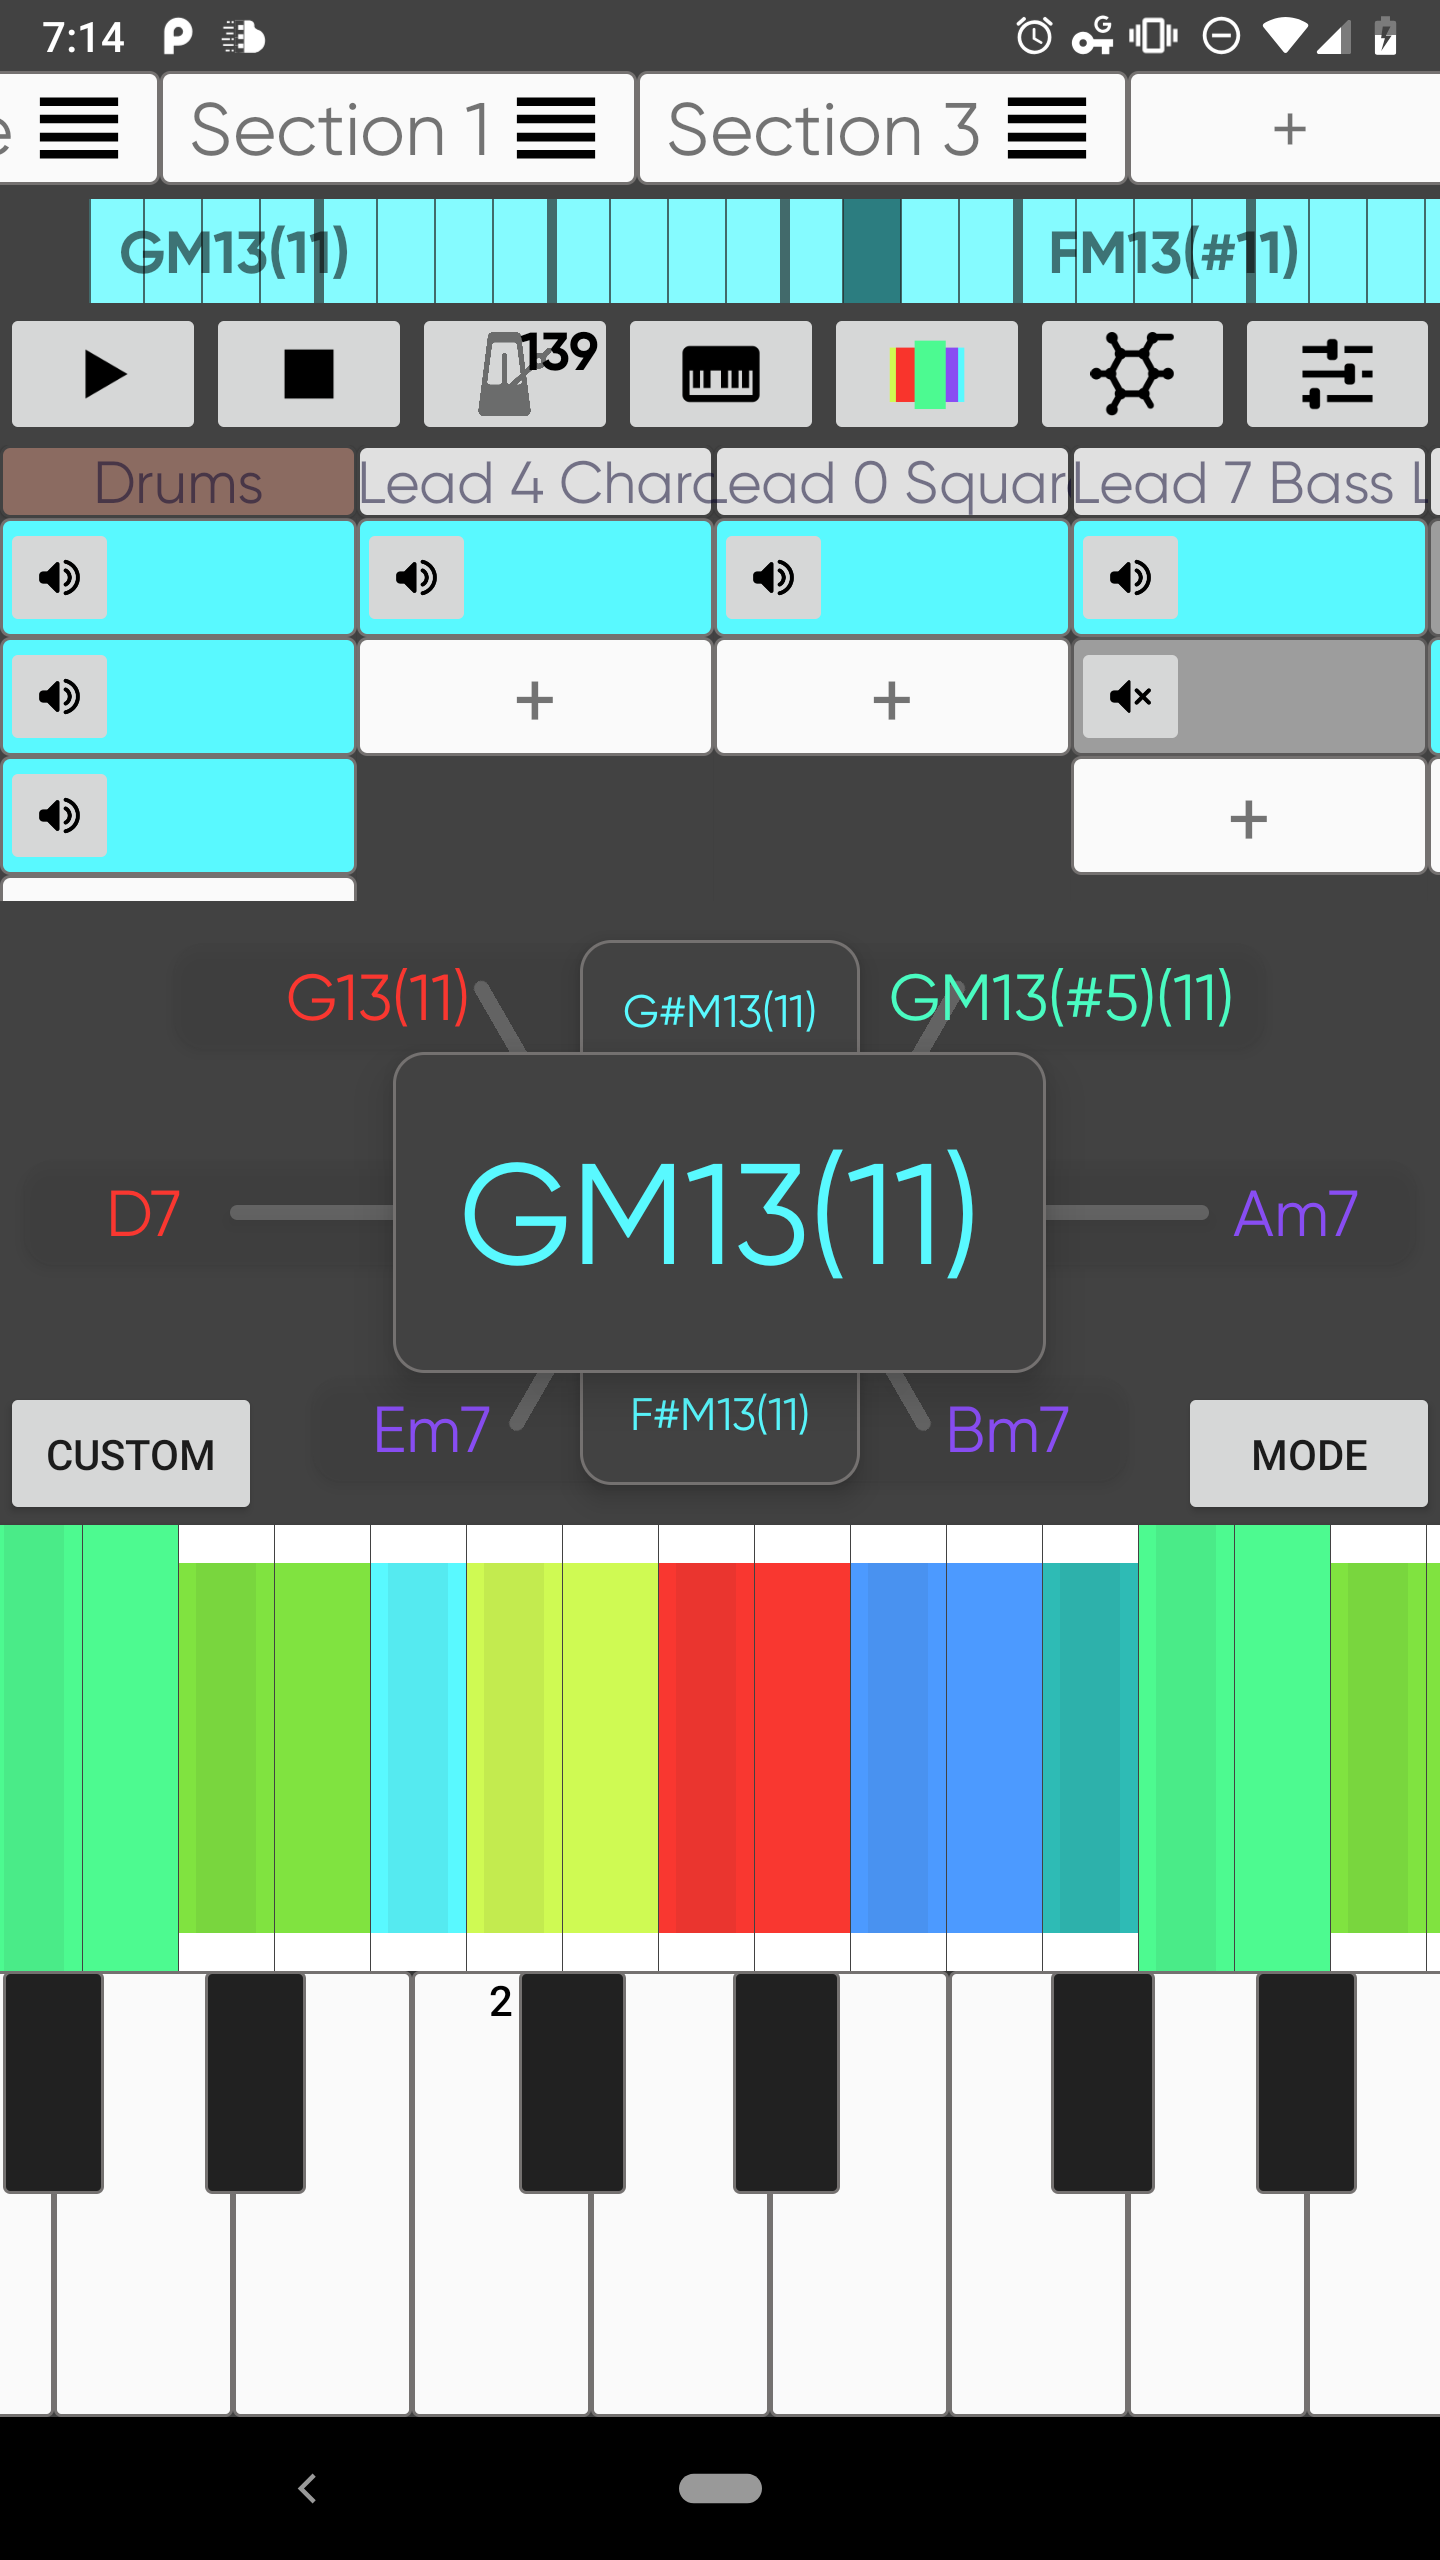 7:14
e
Section 1
Section 3
+
GM13(11)
FM13(#11)
139
Drums
Lead 4 Charc
Lead 0 Squar
Lead 7 Bass L
+
+
+
G13(11)
G#M13(11)
GM13(#5)(11)
GM13(11)
D7
Am7
Em7
F#M13(11)
Bm7
CUSTOM
MODE
2